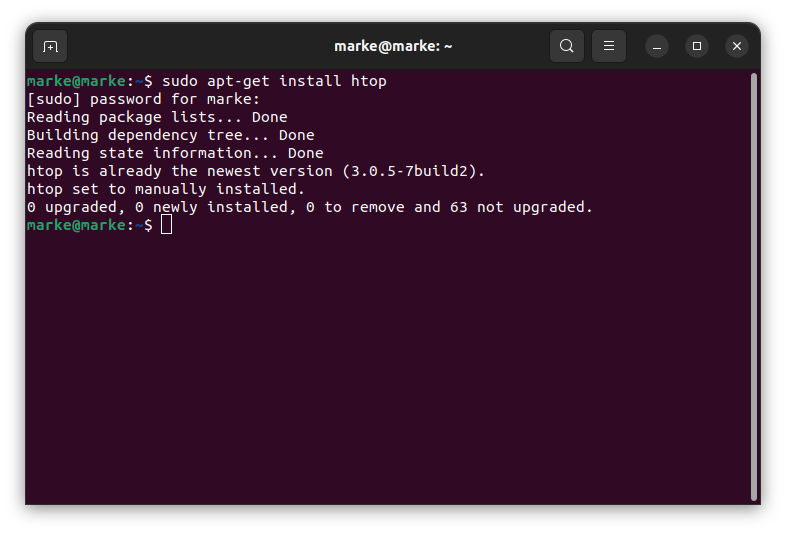 marke@marke: ~
marke@marke:~$ sudo apt-get install htop
[sudo] password for marke:
Reading package lists... Done
Building dependency tree... Done
Reading state information... Done
htop is already the newest version (3.0.5-7build2).
htop set to manually installed.
0 upgraded, 0 newly installed, 0 to remove and 63 not upgraded.
marke@marke:~$